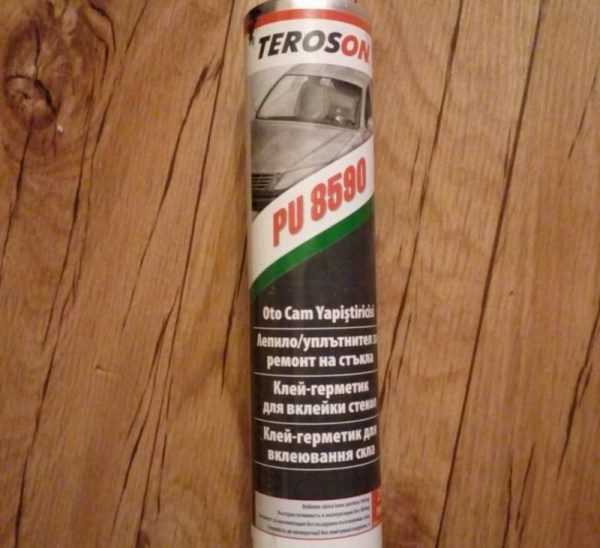 TEROSON
PU 8590
Oto Cam Yapiştiricisi
Лепило/уплътнител за
ремонт на стъкла
Клей-герметик
для вклейки стекол
Клей-герметик для
вклеювання скла